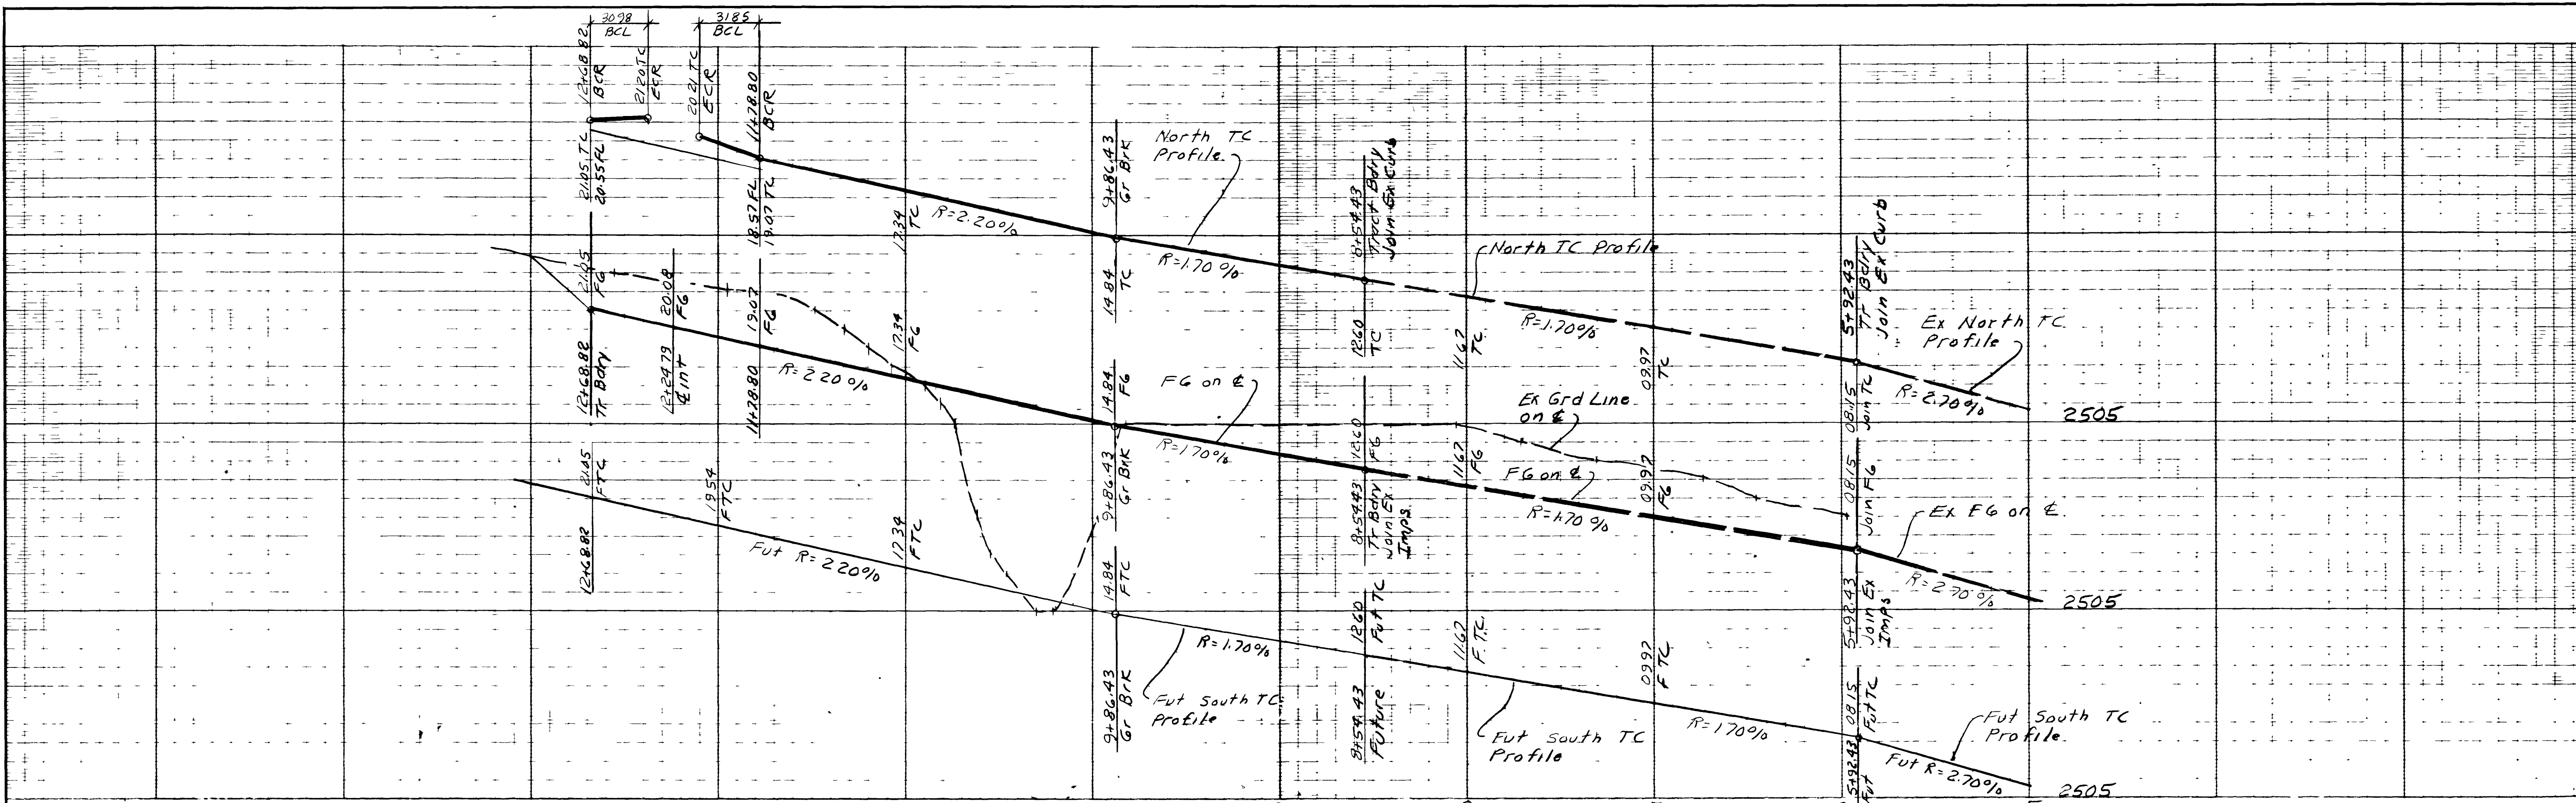 3098
BCL
3185
BCL
12+68.82
BCR
21.20 TC
ECR
20.21 TC
ECR
11+78.80
BCR
21.05 TC
20.55 FL
18.57 FL
19.07 TC
North TC
Profile
9+86.43
Gr Brk
8+54.43
Tract Bdry
Join Ex Curb
R=2.20%
17.34
TC
R=1.70%
14.84
TC
North TC Profile
5+92.43
Tr Bdry
Join Ex Curb
21.05
FG
20.08
FG
19.07
FG
17.34
FG
12.60
TC
11.67
TC
R=1.70%
09.97
TC
Ex North TC
Profile
12+68.82
Tr Bdry
12+24.79
₵ Int
11+78.80
R=2.20%
14.84
FG
FG on ₵
Ex Grd Line
on ₵
08.15
Join TC
R=2.70%
2505
21.05
FTC
19.54
FTC
R=1.70%
9+86.43
Gr Brk
12.60
FG
8+54.43
Tr Bdry
Join Ex
Imps.
11.67
FG
FG on ₵
R=1.70%
09.97
FG
08.15
Join FG
Ex FG on ₵
12+68.82
Fut R=2.20%
17.34
FTC
14.84
FTC
12.60
Fut TC
5+92.43
Join Ex
Imps
R=2.70%
2505
R=1.70%
11.67
F.TC.
09.97
F TC
9+86.43
Gr Brk
Fut South TC
Profile
8+54.43
Future
Fut South TC
Profile
R=1.70%
08.15
Fut TC
5+92.43
Fut
Fut South TC
Profile
Fut R=2.70%
2505